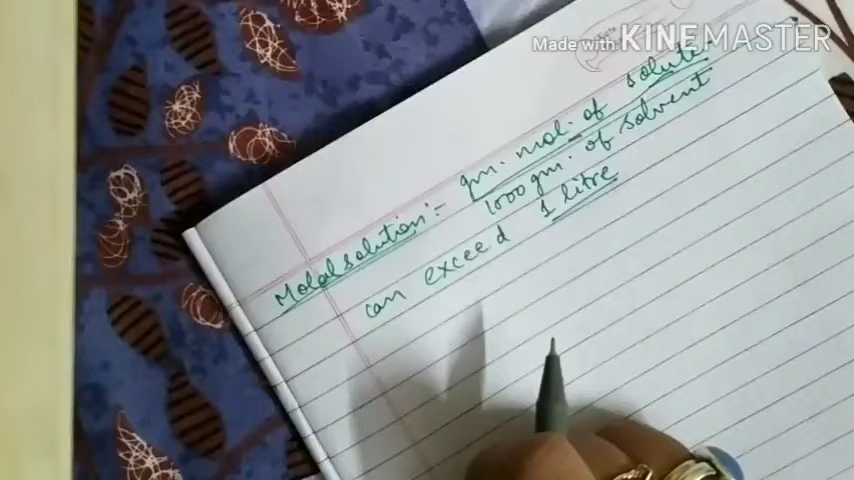 Made with KINEMASTER
Molal solution:- gm. mol. of solute
1000 gm. of solvent
can exceed 1 litre